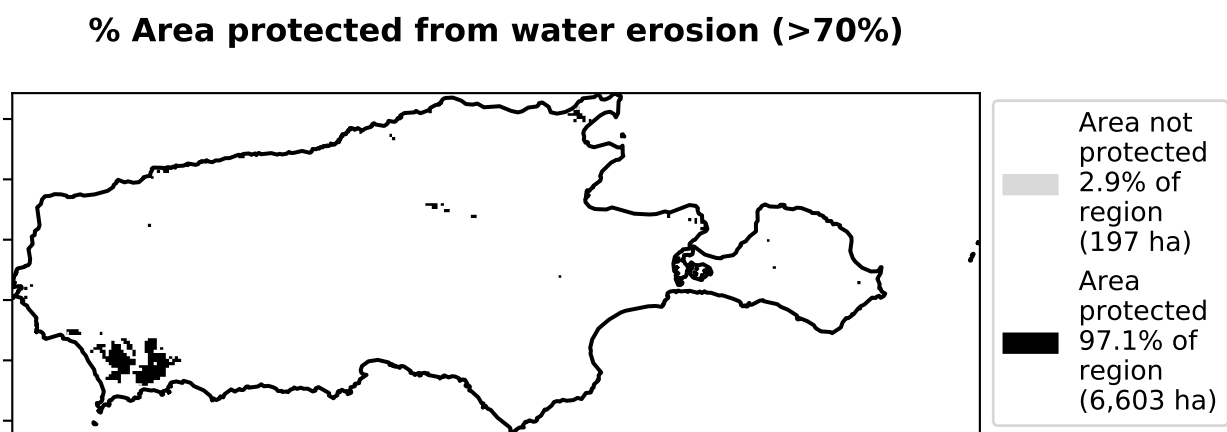 % Area protected from water erosion (>70%)
Area not
protected
2.9% of
region
(197 ha)
Area
protected
97.1% of
region
(6,603 ha)